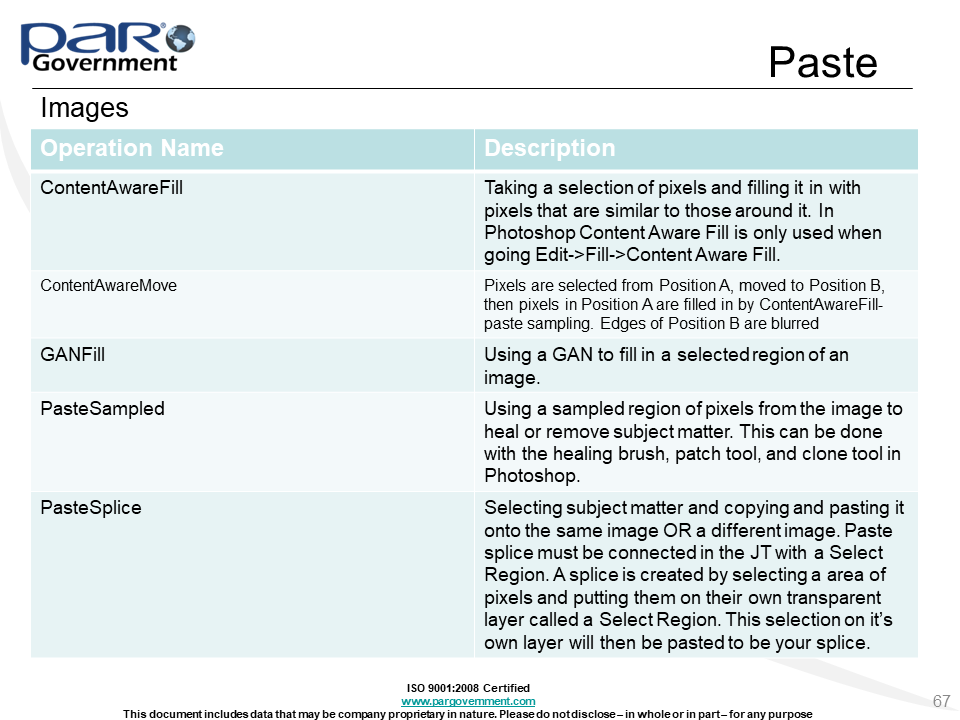 PAR®
Government
Paste
Images
Operation Name
Description
ContentAwareFill
Taking a selection of pixels and filling it in with
pixels that are similar to those around it. In
Photoshop Content Aware Fill is only used when
going Edit->Fill->Content Aware Fill.
ContentAwareMove
Pixels are selected from Position A, moved to Position B,
then pixels in Position A are filled in by ContentAwareFill-
paste sampling. Edges of Position B are blurred
GANFill
Using a GAN to fill in a selected region of an
image.
PasteSampled
Using a sampled region of pixels from the image to
heal or remove subject matter. This can be done
with the healing brush, patch tool, and clone tool in
Photoshop.
PasteSplice
Selecting subject matter and copying and pasting it
onto the same image OR a different image. Paste
splice must be connected in the JT with a Select
Region. A splice is created by selecting a area of
pixels and putting them on their own transparent
layer called a Select Region. This selection on it’s
own layer will then be pasted to be your splice.
ISO 9001:2008 Certified
www.pargovernment.com
This document includes data that may be company proprietary in nature. Please do not disclose – in whole or in part – for any purpose
67